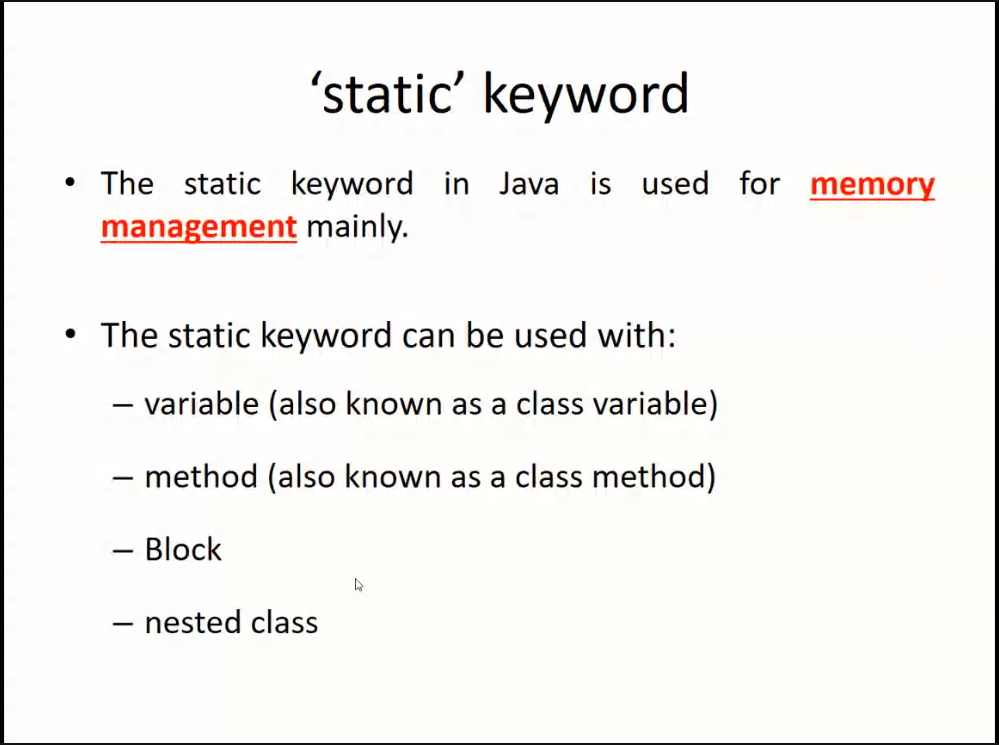 ‘static’ keyword
• The static keyword in Java is used for memory
management mainly.
• The static keyword can be used with:
– variable (also known as a class variable)
– method (also known as a class method)
– Block
– nested class